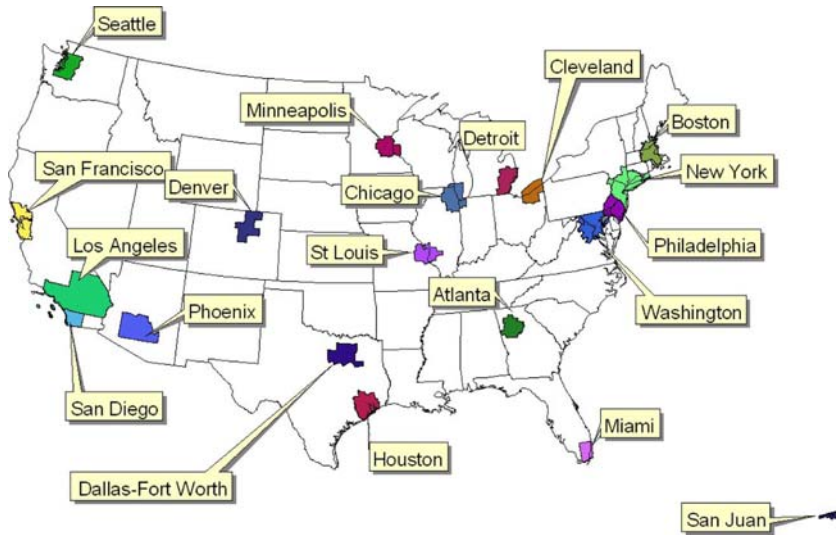 Seattle
Cleveland
Minneapolis
Boston
Detroit
San Francisco
New York
Denver
Chicago
Los Angeles
St Louis
Philadelphia
Atlanta
Phoenix
Washington
San Diego
Miami
Houston
Dallas-Fort Worth
San Juan